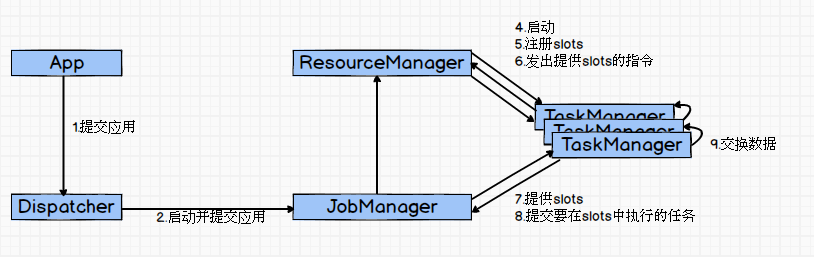 4.启动
5.注册slots
6.发出提供slots的指令
App
ResourceManager
TaskManager
TaskManager
TaskManager
1.提交应用
9.交换数据
Dispatcher
2.启动并提交应用
JobManager
7.提供slots
8.提交要在slots中执行的任务